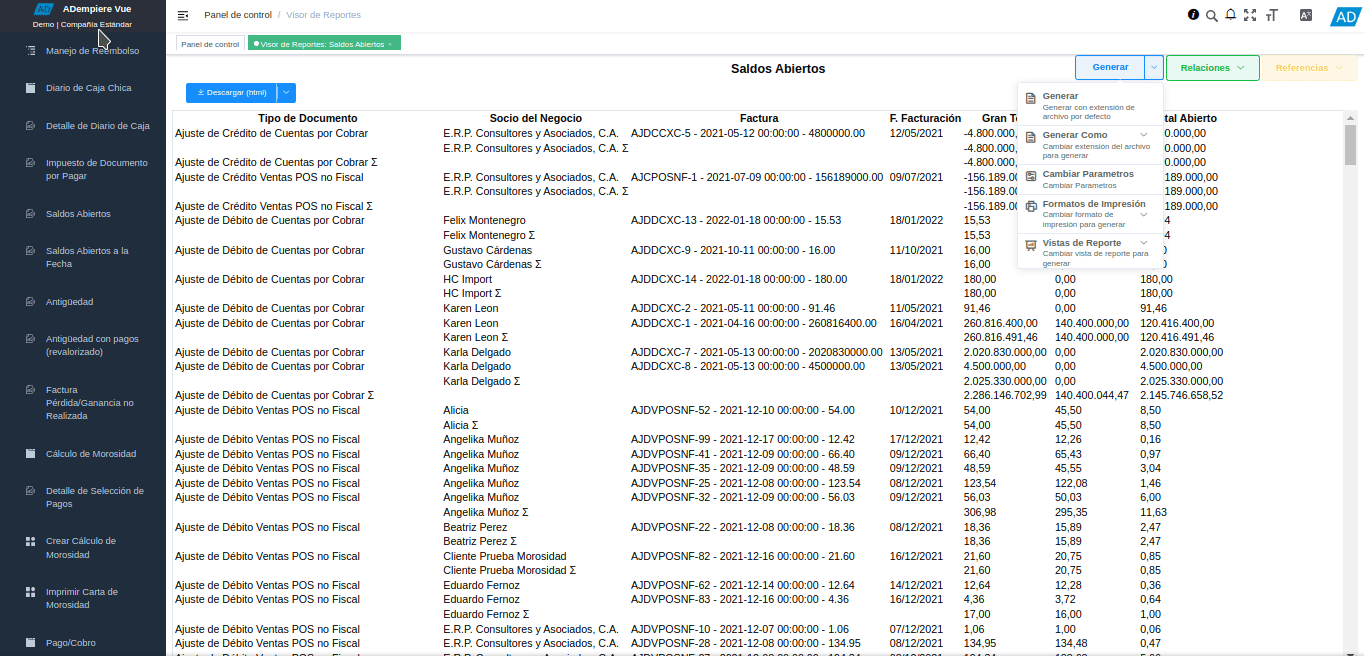 AD ADempiere Vue
Demo | Compañía Estándar
Manejo de Reembolso
Diario de Caja Chica
Detalle de Diario de Caja
Impuesto de Documento
por Pagar
Saldos Abiertos
Saldos Abiertos a la
Fecha
Antigüedad
Antigüedad con pagos
(revalorizado)
Factura
Pérdida/Ganancia no
Realizada
Cálculo de Morosidad
Detalle de Selección de
Pagos
Crear Cálculo de
Morosidad
Imprimir Carta de
Morosidad
Pago/Cobro
Panel de control / Visor de Reportes
AD
Panel de control Visor de Reportes: Saldos Abiertos
Saldos Abiertos
Generar Relaciones Referencias
Descargar (html)
Generar
Generar con extensión de
archivo por defecto
Generar Como
Cambiar extensión del archivo
para generar
Cambiar Parametros
Cambiar Parametros
Formatos de Impresión
Cambiar formato de
impresión para generar
Vistas de Reporte
Cambiar vista de reporte para
generar
Tipo de Documento Socio del Negocio Factura F. Facturación Gran T tal Abierto
Ajuste de Crédito de Cuentas por Cobrar E.R.P. Consultores y Asociados, C.A. AJDCCXC-5 - 2021-05-12 00:00:00 - 4800000.00 12/05/2021 -4.800.000, 0.000,00
E.R.P. Consultores y Asociados, C.A. Σ -4.800.000, 0.000,00
Ajuste de Crédito de Cuentas por Cobrar Σ -4.800.000, 0.000,00
Ajuste de Crédito Ventas POS no Fiscal E.R.P. Consultores y Asociados, C.A. AJCPOSNF-1 - 2021-07-09 00:00:00 - 156189000.00 09/07/2021 -156.189.00 189.000,00
E.R.P. Consultores y Asociados, C.A. Σ -156.189.00 189.000,00
Ajuste de Crédito Ventas POS no Fiscal Σ -156.189.00 189.000,00
Ajuste de Débito de Cuentas por Cobrar Felix Montenegro AJDDCXC-13 - 2022-01-18 00:00:00 - 15.53 18/01/2022 15,53
Felix Montenegro Σ 15,53
Ajuste de Débito de Cuentas por Cobrar Gustavo Cárdenas AJDDCXC-9 - 2021-10-11 00:00:00 - 16.00 11/10/2021 16,00
Gustavo Cárdenas Σ 16,00
Ajuste de Débito de Cuentas por Cobrar HC Import AJDDCXC-14 - 2022-01-18 00:00:00 - 180.00 18/01/2022 180,00 0,00 180,00
HC Import Σ 180,00 0,00 180,00
Ajuste de Débito de Cuentas por Cobrar Karen Leon AJDDCXC-2 - 2021-05-11 00:00:00 - 91.46 11/05/2021 91,46 0,00 91,46
Ajuste de Débito de Cuentas por Cobrar Karen Leon AJDDCXC-1 - 2021-04-16 00:00:00 - 260816400.00 16/04/2021 260.816.400,00 140.400.000,00 120.416.400,00
Karen Leon Σ 260.816.491,46 140.400.000,00 120.416.491,46
Ajuste de Débito de Cuentas por Cobrar Karla Delgado AJDDCXC-7 - 2021-05-13 00:00:00 - 2020830000.00 13/05/2021 2.020.830.000,00 0,00 2.020.830.000,00
Ajuste de Débito de Cuentas por Cobrar Karla Delgado AJDDCXC-8 - 2021-05-13 00:00:00 - 4500000.00 13/05/2021 4.500.000,00 0,00 4.500.000,00
Karla Delgado Σ 2.025.330.000,00 0,00 2.025.330.000,00
Ajuste de Débito de Cuentas por Cobrar Σ 2.286.146.702,99 140.400.044,47 2.145.746.658,52
Ajuste de Débito Ventas POS no Fiscal Alicia AJDVPOSNF-52 - 2021-12-10 00:00:00 - 54.00 10/12/2021 54,00 45,50 8,50
Alicia Σ 54,00 45,50 8,50
Ajuste de Débito Ventas POS no Fiscal Angelika Muñoz AJDVPOSNF-99 - 2021-12-17 00:00:00 - 12.42 17/12/2021 12,42 12,26 0,16
Ajuste de Débito Ventas POS no Fiscal Angelika Muñoz AJDVPOSNF-41 - 2021-12-09 00:00:00 - 66.40 09/12/2021 66,40 65,43 0,97
Ajuste de Débito Ventas POS no Fiscal Angelika Muñoz AJDVPOSNF-35 - 2021-12-09 00:00:00 - 48.59 09/12/2021 48,59 45,55 3,04
Ajuste de Débito Ventas POS no Fiscal Angelika Muñoz AJDVPOSNF-25 - 2021-12-08 00:00:00 - 123.54 08/12/2021 123,54 122,08 1,46
Ajuste de Débito Ventas POS no Fiscal Angelika Muñoz AJDVPOSNF-32 - 2021-12-09 00:00:00 - 56.03 09/12/2021 56,03 50,03 6,00
Angelika Muñoz Σ 306,98 295,35 11,63
Ajuste de Débito Ventas POS no Fiscal Beatriz Perez AJDVPOSNF-22 - 2021-12-08 00:00:00 - 18.36 08/12/2021 18,36 15,89 2,47
Beatriz Perez Σ 18,36 15,89 2,47
Ajuste de Débito Ventas POS no Fiscal Cliente Prueba Morosidad AJDVPOSNF-82 - 2021-12-16 00:00:00 - 21.60 16/12/2021 21,60 20,75 0,85
Cliente Prueba Morosidad Σ 21,60 20,75 0,85
Ajuste de Débito Ventas POS no Fiscal Eduardo Fernoz AJDVPOSNF-62 - 2021-12-14 00:00:00 - 12.64 14/12/2021 12,64 12,28 0,36
Ajuste de Débito Ventas POS no Fiscal Eduardo Fernoz AJDVPOSNF-83 - 2021-12-16 00:00:00 - 4.36 16/12/2021 4,36 3,72 0,64
Eduardo Fernoz Σ 17,00 16,00 1,00
Ajuste de Débito Ventas POS no Fiscal E.R.P. Consultores y Asociados, C.A. AJDVPOSNF-10 - 2021-12-07 00:00:00 - 1.06 07/12/2021 1,06 1,00 0,06
Ajuste de Débito Ventas POS no Fiscal E.R.P. Consultores y Asociados, C.A. AJDVPOSNF-28 - 2021-12-08 00:00:00 - 134.95 08/12/2021 134,95 134,48 0,47